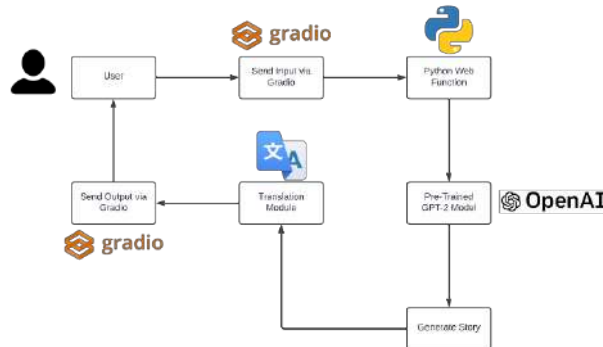 gradio
User
Send Input via
Gradio
Python Web
Function
文 A
Send Output via
Gradio
Translation
Module
Pre-Trained
GPT-2 Model
OpenAI
gradio
Generate Story